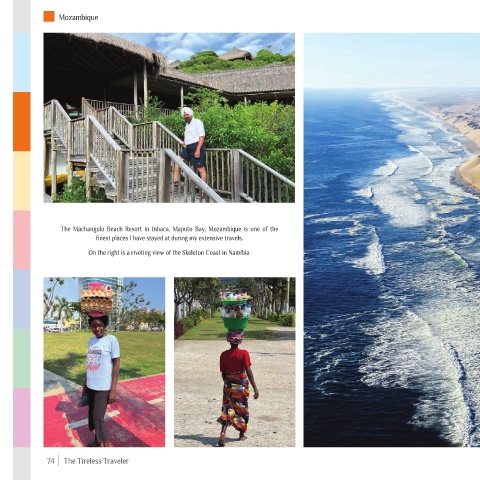 Mozambique
The Machangulo Beach Resort in Inhaca, Maputo Bay, Mozambique is one of the
finest places I have stayed at during my extensive travels.
On the right is a riveting view of the Skeleton Coast in Namibia
74 | The Tireless Traveler